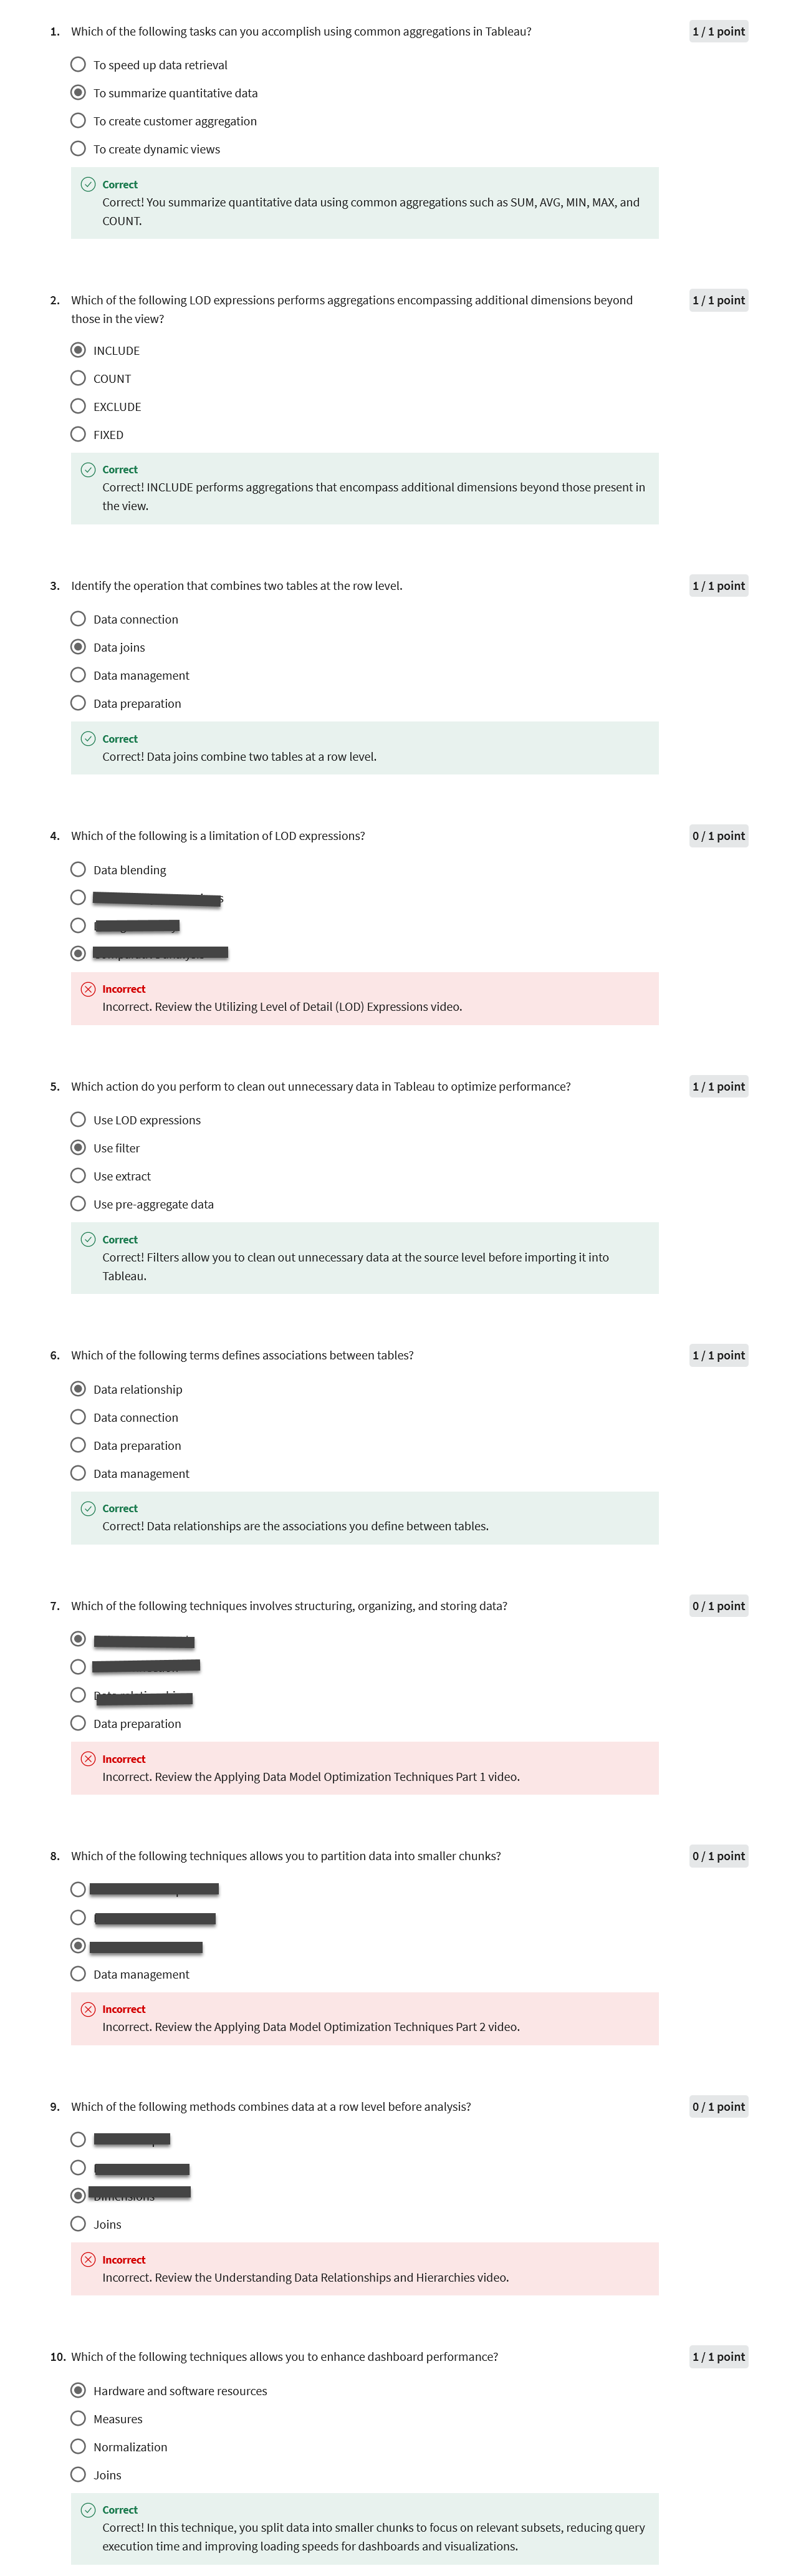 1. Which of the following tasks can you accomplish using common aggregations in Tableau? 1 / 1 point
To speed up data retrieval
To summarize quantitative data
To create customer aggregation
To create dynamic views
Correct
Correct! You summarize quantitative data using common aggregations such as SUM, AVG, MIN, MAX, and
COUNT.
2. Which of the following LOD expressions performs aggregations encompassing additional dimensions beyond 1 / 1 point
those in the view?
INCLUDE
COUNT
EXCLUDE
FIXED
Correct
Correct! INCLUDE performs aggregations that encompass additional dimensions beyond those present in
the view.
3. Identify the operation that combines two tables at the row level. 1 / 1 point
Data connection
Data joins
Data management
Data preparation
Correct
Correct! Data joins combine two tables at a row level.
4. Which of the following is a limitation of LOD expressions? 0 / 1 point
Data blending
Incorrect
Incorrect. Review the Utilizing Level of Detail (LOD) Expressions video.
5. Which action do you perform to clean out unnecessary data in Tableau to optimize performance? 1 / 1 point
Use LOD expressions
Use filter
Use extract
Use pre-aggregate data
Correct
Correct! Filters allow you to clean out unnecessary data at the source level before importing it into
Tableau.
6. Which of the following terms defines associations between tables? 1 / 1 point
Data relationship
Data connection
Data preparation
Data management
Correct
Correct! Data relationships are the associations you define between tables.
7. Which of the following techniques involves structuring, organizing, and storing data? 0 / 1 point
Data preparation
Incorrect
Incorrect. Review the Applying Data Model Optimization Techniques Part 1 video.
8. Which of the following techniques allows you to partition data into smaller chunks? 0 / 1 point
Data management
Incorrect
Incorrect. Review the Applying Data Model Optimization Techniques Part 2 video.
9. Which of the following methods combines data at a row level before analysis? 0 / 1 point
Joins
Incorrect
Incorrect. Review the Understanding Data Relationships and Hierarchies video.
10. Which of the following techniques allows you to enhance dashboard performance? 1 / 1 point
Hardware and software resources
Measures
Normalization
Joins
Correct
Correct! In this technique, you split data into smaller chunks to focus on relevant subsets, reducing query
execution time and improving loading speeds for dashboards and visualizations.